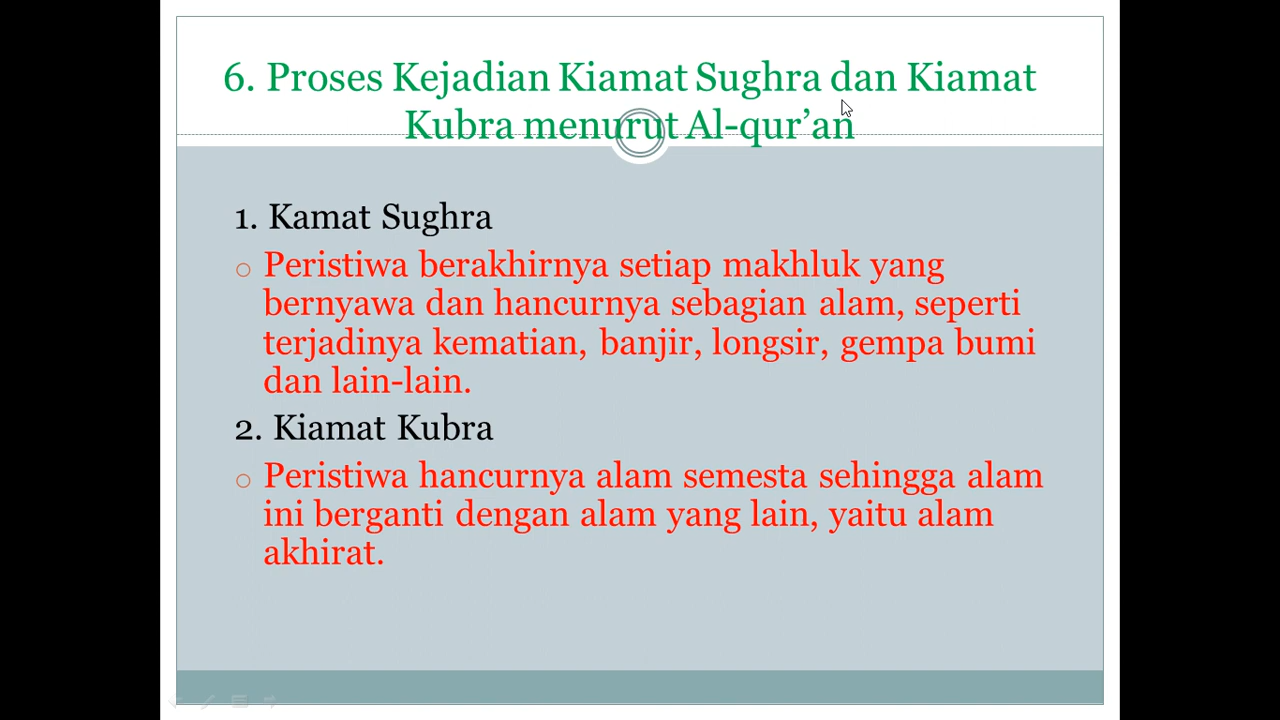 6. Proses Kejadian Kiamat Sughra dan Kiamat
Kubra menurut Al-qur’an
1. Kamat Sughra
Peristiwa berakhirnya setiap makhluk yang
bernyawa dan hancurnya sebagian alam, seperti
terjadinya kematian, banjir, longsir, gempa bumi
dan lain-lain.
2. Kiamat Kubra
Peristiwa hancurnya alam semesta sehingga alam
ini berganti dengan alam yang lain, yaitu alam
akhirat.